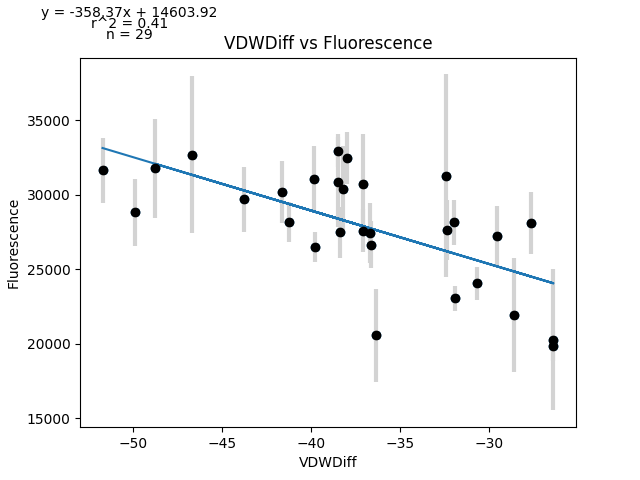 y = -358.37x + 14603.92
r^2 = 0.41
n = 29
VDWDiff vs Fluorescence
35000
30000
25000
20000
15000
Fluorescence
−50
−45
−40
−35
−30
VDWDiff